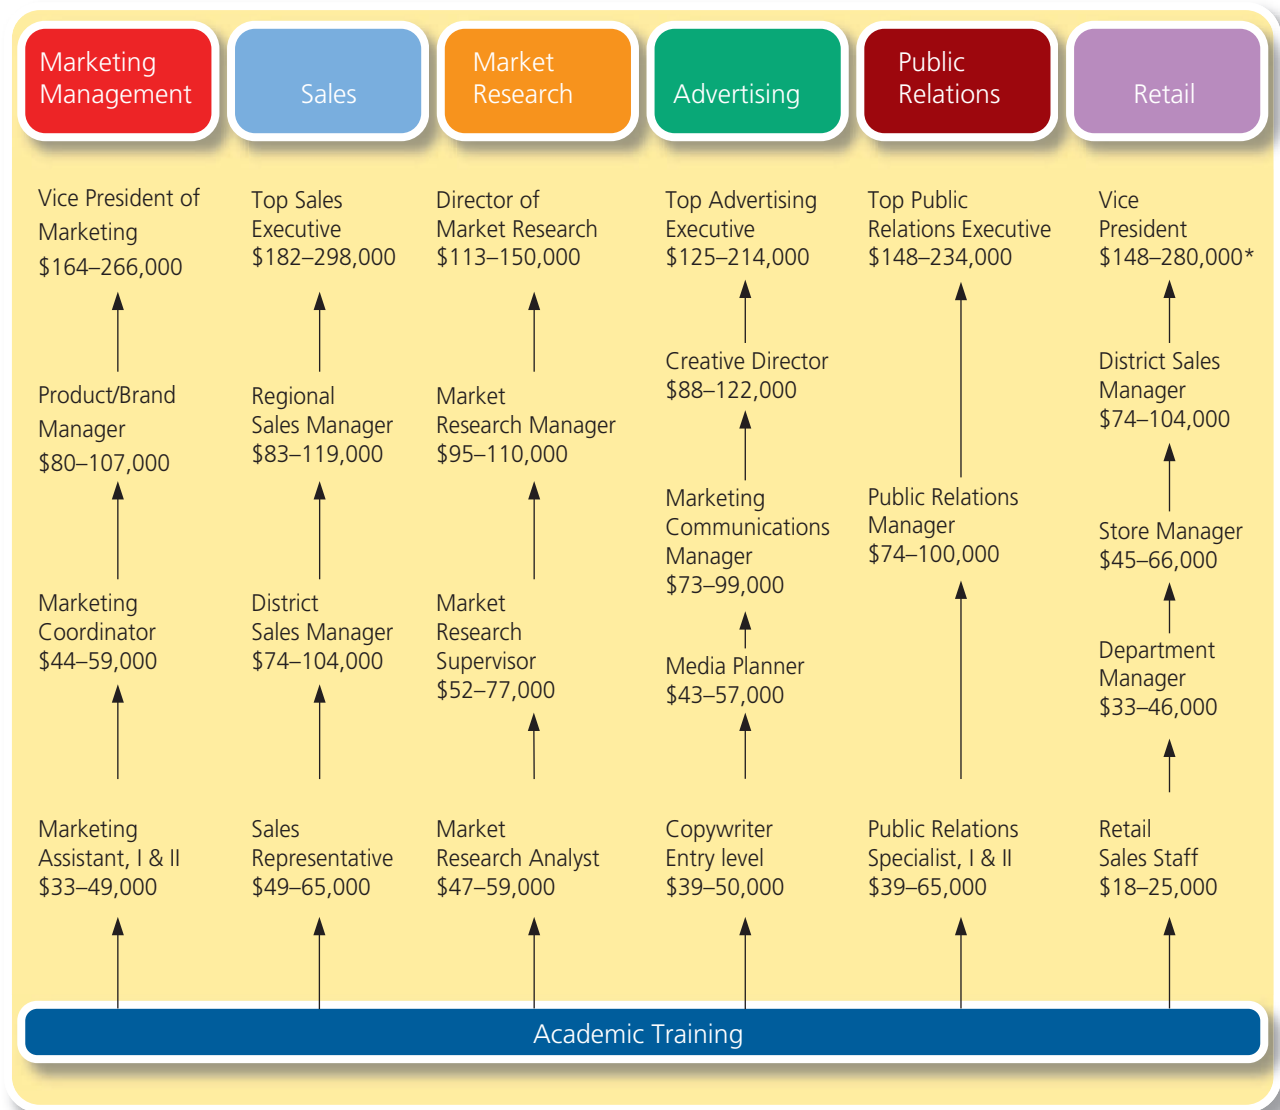 Marketing
Management
Sales
Market
Research
Advertising
Public
Relations
Retail
Vice President of
Marketing
$164–266,000
Product/Brand
Manager
$80–107,000
Marketing
Coordinator
$44–59,000
Marketing
Assistant, I & II
$33–49,000
Top Sales
Executive
$182–298,000
Regional
Sales Manager
$83–119,000
District
Sales Manager
$74–104,000
Sales
Representative
$49–65,000
Director of
Market Research
$113–150,000
Market
Research Manager
$95–110,000
Market
Research
Supervisor
$52–77,000
Market
Research Analyst
$47–59,000
Top Advertising
Executive
$125–214,000
Creative Director
$88–122,000
Marketing
Communications
Manager
$73–99,000
Media Planner
$43–57,000
Copywriter
Entry level
$39–50,000
Top Public
Relations Executive
$148–234,000
Public Relations
Manager
$74–100,000
Public Relations
Specialist, I & II
$39–65,000
Vice
President
$148–280,000*
District Sales
Manager
$74–104,000
Store Manager
$45–66,000
Department
Manager
$33–46,000
Retail
Sales Staff
$18–25,000
Academic Training